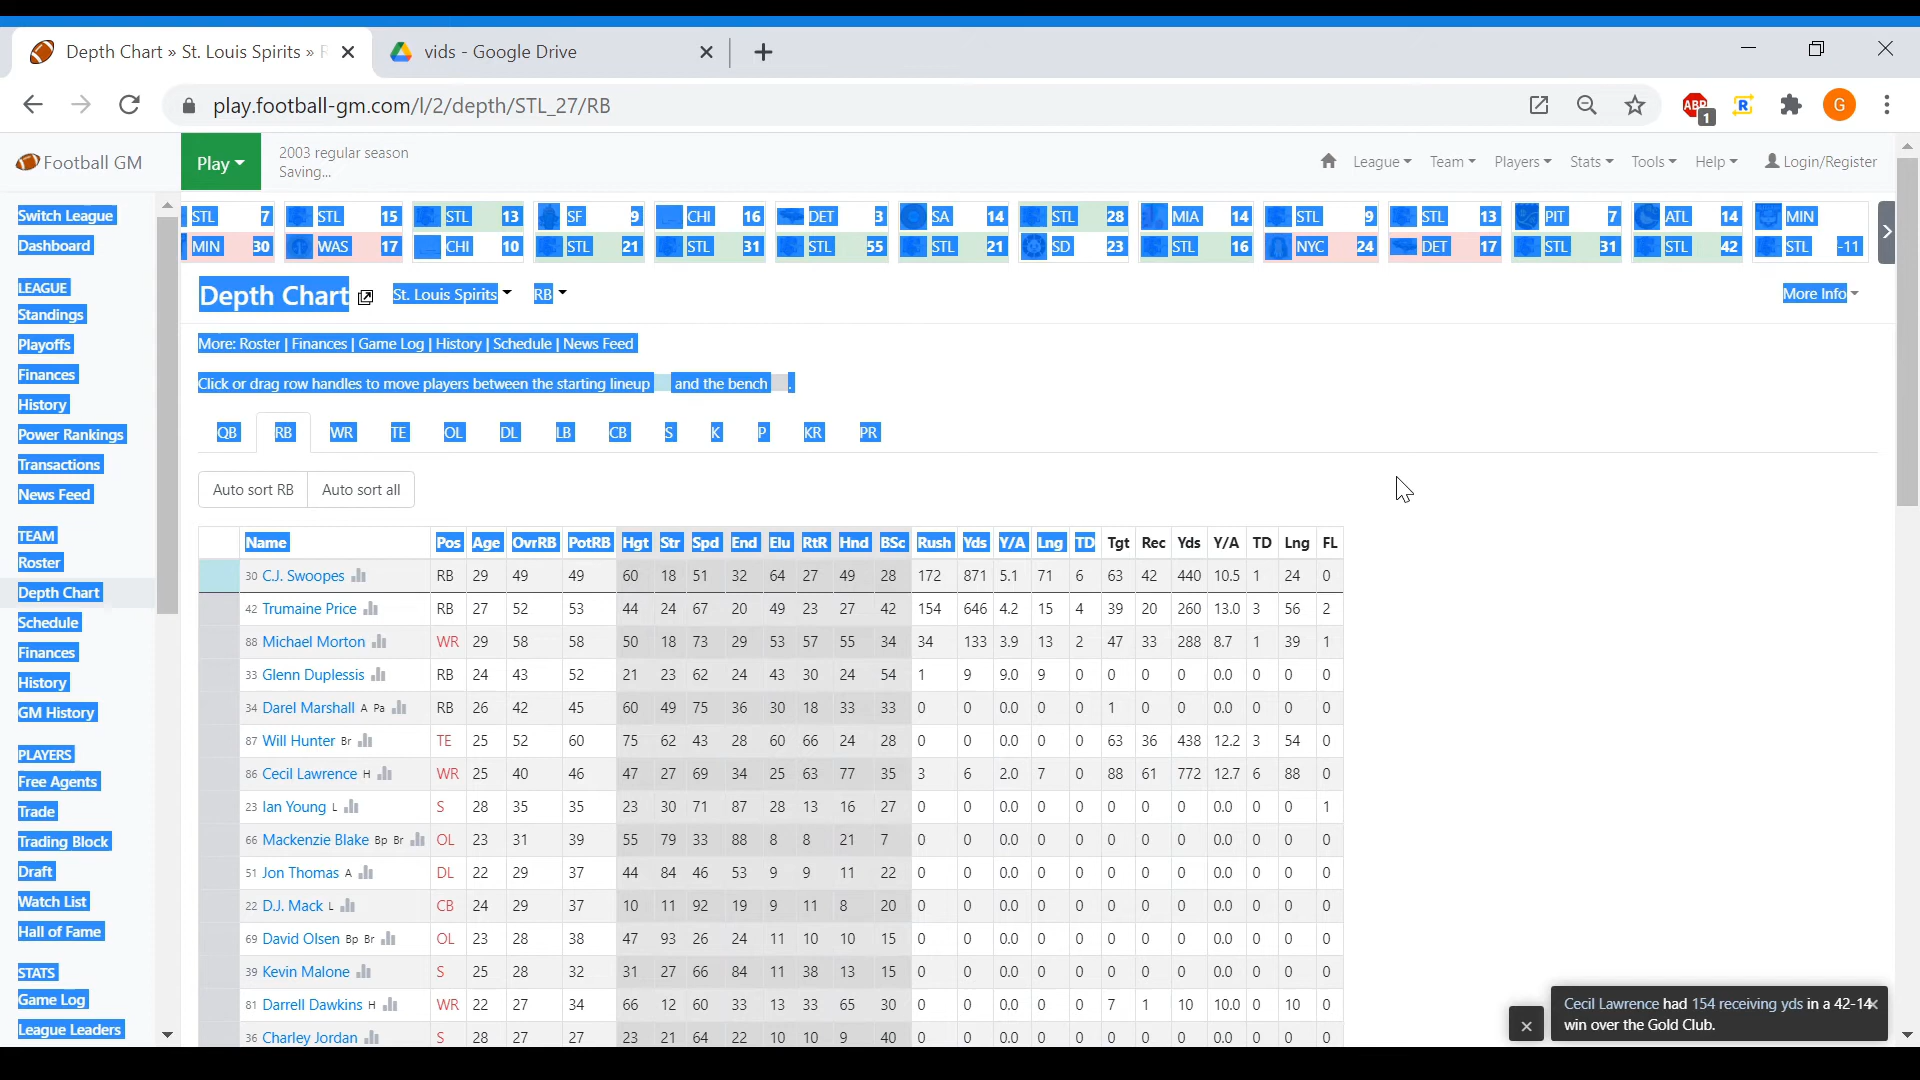 Depth Chart » St. Louis Spirits » R
vids - Google Drive
play.football-gm.com/l/2/depth/STL_27/RB
ABP
1
R
G
Football GM
Play
2003 regular season
Saving...
League Team Players Stats Tools Help Login/Register
STL 7 STL 15 STL 13 SF 9 CHI 16 DET 3 SA 14 STL 28 MIA 14 STL 9 STL 13 PIT 7 ATL 14 MIN
MIN 30 WAS 17 CHI 10 STL 21 STL 31 STL 55 STL 21 SD 23 STL 16 NYC 24 DET 17 STL 31 STL 42 STL -11
Switch League
Dashboard
LEAGUE
Standings
Playoffs
Finances
History
Power Rankings
Transactions
News Feed
TEAM
Roster
Depth Chart
Schedule
Finances
History
GM History
PLAYERS
Free Agents
Trade
Trading Block
Draft
Watch List
Hall of Fame
STATS
Game Log
League Leaders
Depth Chart St. Louis Spirits RB More Info
More: Roster | Finances | Game Log | History | Schedule | News Feed
Click or drag row handles to move players between the starting lineup and the bench .
QB RB WR TE OL DL LB CB S K P KR PR
Auto sort RB Auto sort all
Name Pos Age OvrRB PotRB Hgt Str Spd End Elu RtR Hnd BSc Rush Yds Y/A Lng TD Tgt Rec Yds Y/A TD Lng FL
30 C.J. Swoopes RB 29 49 49 60 18 51 32 64 27 49 28 172 871 5.1 71 6 63 42 440 10.5 1 24 0
42 Trumaine Price RB 27 52 53 44 24 67 20 49 23 27 42 154 646 4.2 15 4 39 20 260 13.0 3 56 2
88 Michael Morton WR 29 58 58 50 18 73 29 53 57 55 34 34 133 3.9 13 2 47 33 288 8.7 1 39 1
33 Glenn Duplessis RB 24 43 52 21 23 62 24 43 30 24 54 1 9 9.0 9 0 0 0 0 0.0 0 0 0
34 Darel Marshall A Pa RB 26 42 45 60 49 75 36 30 18 33 33 0 0 0.0 0 0 1 0 0 0.0 0 0 0
87 Will Hunter Br TE 25 52 60 75 62 43 28 60 66 24 28 0 0 0.0 0 0 63 36 438 12.2 3 54 0
86 Cecil Lawrence H WR 25 40 46 47 27 69 34 25 63 77 35 3 6 2.0 7 0 88 61 772 12.7 6 88 0
23 Ian Young L S 28 35 35 23 30 71 87 28 13 16 27 0 0 0.0 0 0 0 0 0 0.0 0 0 1
66 Mackenzie Blake Bp Br OL 23 31 39 55 79 33 88 8 8 21 7 0 0 0.0 0 0 0 0 0 0.0 0 0 0
51 Jon Thomas A DL 22 29 37 44 84 46 53 9 9 11 22 0 0 0.0 0 0 0 0 0 0.0 0 0 0
22 D.J. Mack L CB 24 29 37 10 11 92 19 9 11 8 20 0 0 0.0 0 0 0 0 0 0.0 0 0 0
69 David Olsen Bp Br OL 23 28 38 47 93 26 24 11 10 10 15 0 0 0.0 0 0 0 0 0 0.0 0 0 0
39 Kevin Malone S 25 28 32 31 27 66 84 11 38 13 15 0 0 0.0 0 0 0 0 0 0.0 0 0 0
81 Darrell Dawkins H WR 22 27 34 66 12 60 33 13 33 65 30 0 0 0.0 0 0 7 1 10 10.0 0 10 0
36 Charley Jordan S 28 27 27 23 21 64 22 10 10 9 40 0 0 0.0 0 0 0 0 0 0.0 0 0 0
Cecil Lawrence had 154 receiving yds in a 42-14
win over the Gold Club.